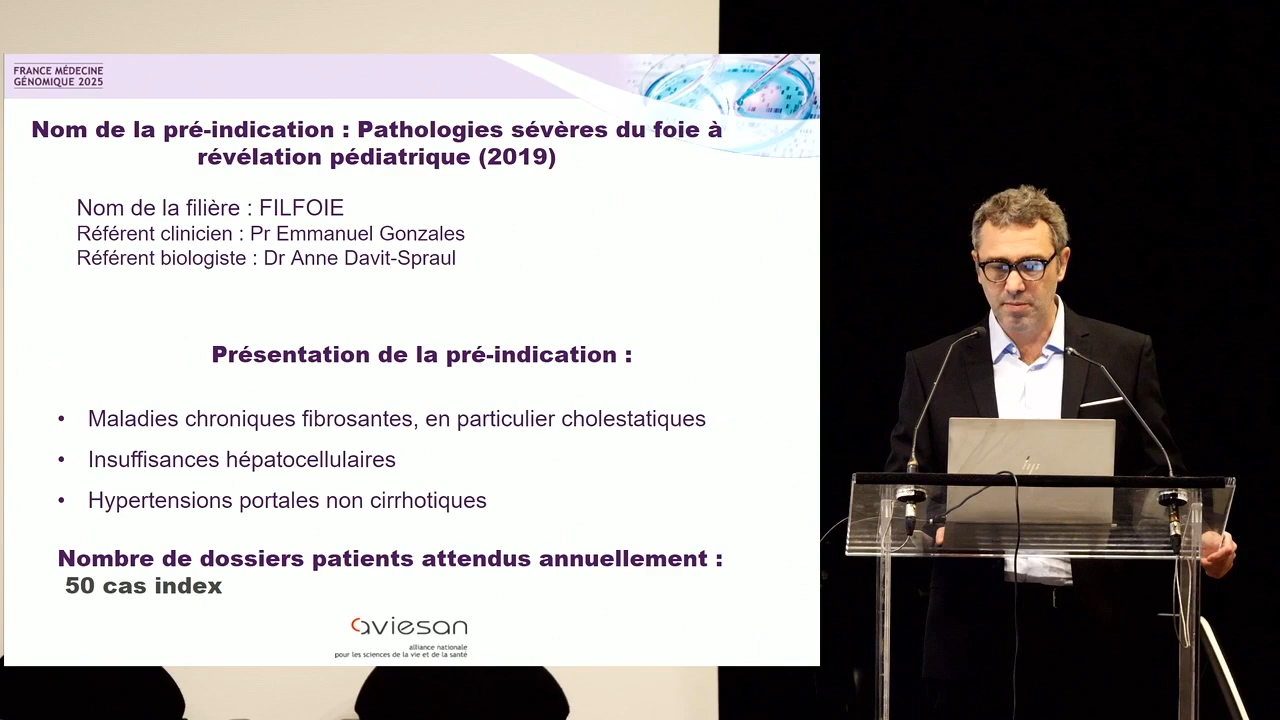 FRANCE MÉDECINE
GÉNOMIQUE 2025
Nom de la pré-indication : Pathologies sévères du foie à
révélation pédiatrique (2019)
Nom de la filière : FILFOIE
Référent clinicien : Pr Emmanuel Gonzales
Référent biologiste : Dr Anne Davit-Spraul
Présentation de la pré-indication :
• Maladies chroniques fibrosantes, en particulier cholestatiques
• Insuffisances hépatocellulaires
• Hypertensions portales non cirrhotiques
Nombre de dossiers patients attendus annuellement :
50 cas index
aviesan
alliance nationale
pour les sciences de la vie et de la santé
hp